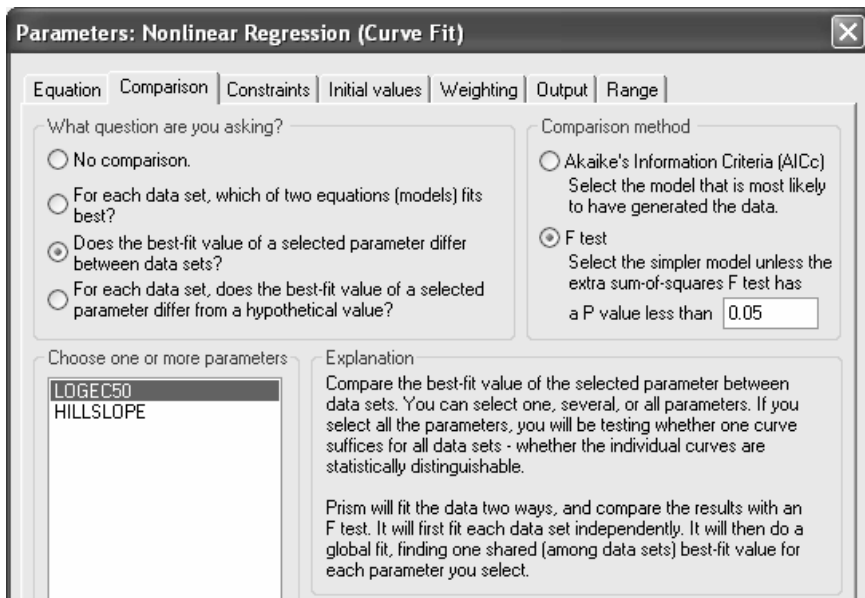 Parameters: Nonlinear Regression (Curve Fit)
Equation Comparison Constraints Initial values Weighting Output Range
What question are you asking?
No comparison.
For each data set, which of two equations (models) fits
best?
Does the best-fit value of a selected parameter differ
between data sets?
For each data set, does the best-fit value of a selected
parameter differ from a hypothetical value?
Comparison method
Akaike's Information Criteria (AICc)
Select the model that is most likely
to have generated the data.
F test
Select the simpler model unless the
extra sum-of-squares F test has
a P value less than 0.05
Choose one or more parameters
LOGEC50
HILLSLOPE
Explanation
Compare the best-fit value of the selected parameter between
data sets. You can select one, several, or all parameters. If you
select all the parameters, you will be testing whether one curve
suffices for all data sets - whether the individual curves are
statistically distinguishable.
Prism will fit the data two ways, and compare the results with an
F test. It will first fit each data set independently. It will then do a
global fit, finding one shared (among data sets) best-fit value for
each parameter you select.